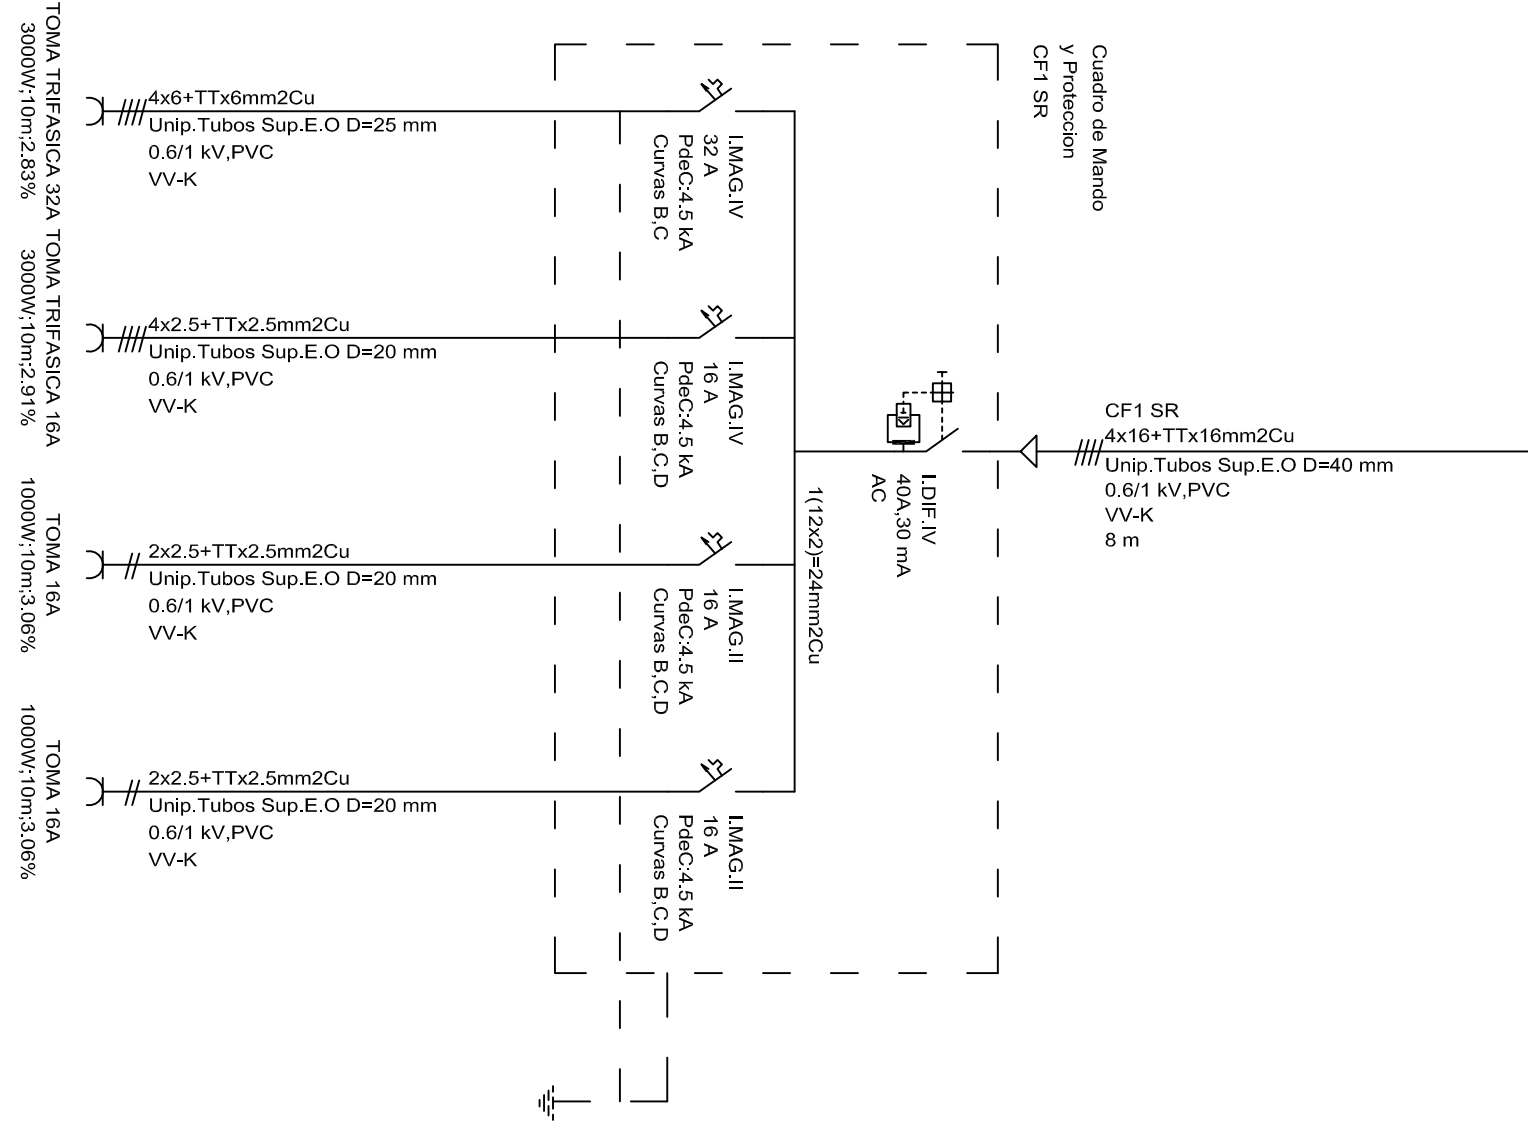 Cuadro de Mando
y Proteccion
CF1 SR
CF1 SR
4x16+TTx16mm2Cu
Unip.Tubos Sup.E.O D=40 mm
0.6/1 kV,PVC
VV-K
8 m
I.DIF.IV
40A,30 mA
AC
1(12x2)=24mm2Cu
I.MAG.IV
32 A
PdeC:4.5 kA
Curvas B,C
4x6+TTx6mm2Cu
Unip.Tubos Sup.E.O D=25 mm
0.6/1 kV,PVC
VV-K
TOMA TRIFASICA 32A
3000W;10m;2.83%
I.MAG.IV
16 A
PdeC:4.5 kA
Curvas B,C,D
4x2.5+TTx2.5mm2Cu
Unip.Tubos Sup.E.O D=20 mm
0.6/1 kV,PVC
VV-K
TOMA TRIFASICA 16A
3000W;10m;2.91%
I.MAG.II
16 A
PdeC:4.5 kA
Curvas B,C,D
2x2.5+TTx2.5mm2Cu
Unip.Tubos Sup.E.O D=20 mm
0.6/1 kV,PVC
VV-K
TOMA 16A
1000W;10m;3.06%
I.MAG.II
16 A
PdeC:4.5 kA
Curvas B,C,D
2x2.5+TTx2.5mm2Cu
Unip.Tubos Sup.E.O D=20 mm
0.6/1 kV,PVC
VV-K
TOMA 16A
1000W;10m;3.06%